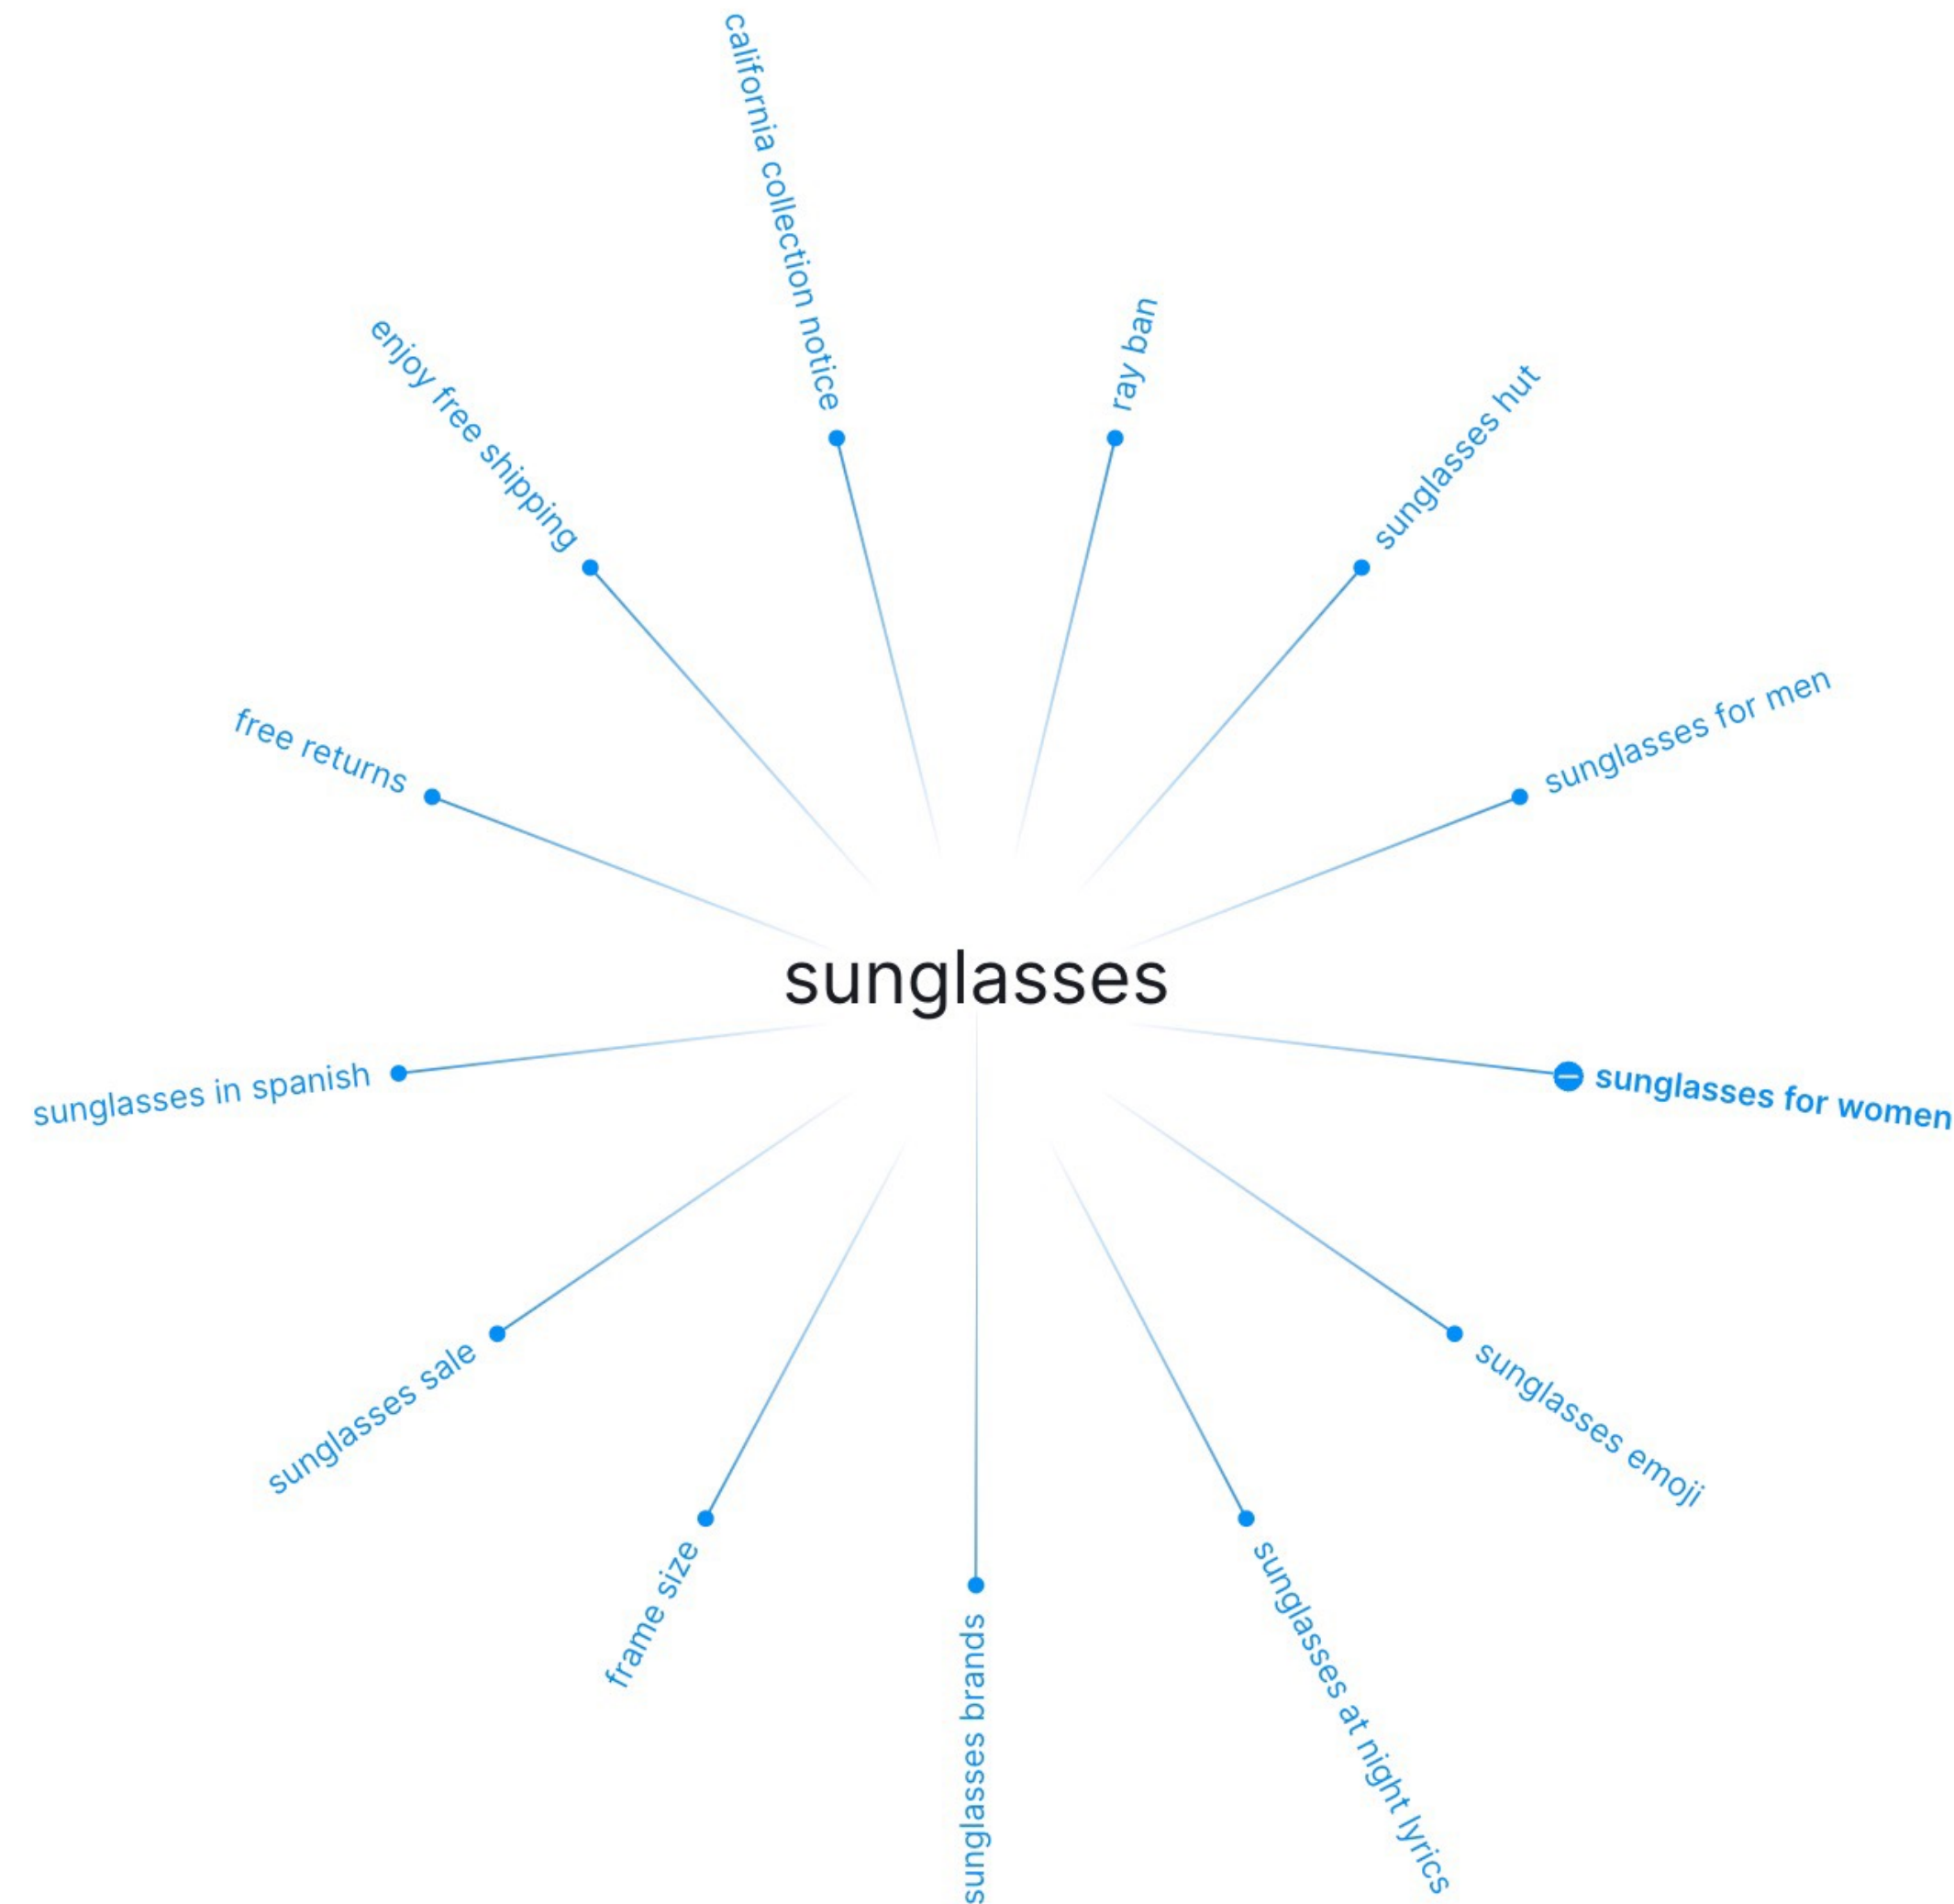 california collection notice
ray ban
enjoy free shipping
sunglasses hut
sunglasses for men
free returns
sunglasses
sunglasses in spanish
sunglasses for women
sunglasses sale
sunglasses emoji
frame size
sunglasses at night lyrics
sunglasses brands